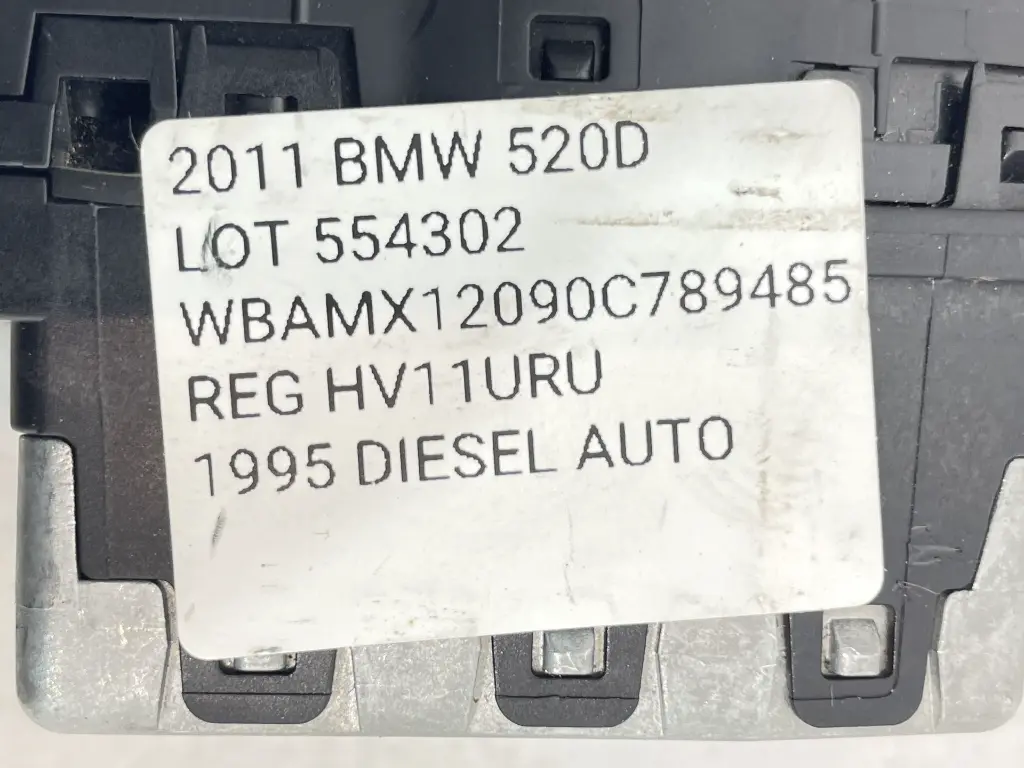 2011 BMW 520D
LOT 554302
WBAMX12090C789485
REG HV11URU
1995 DIESEL AUTO